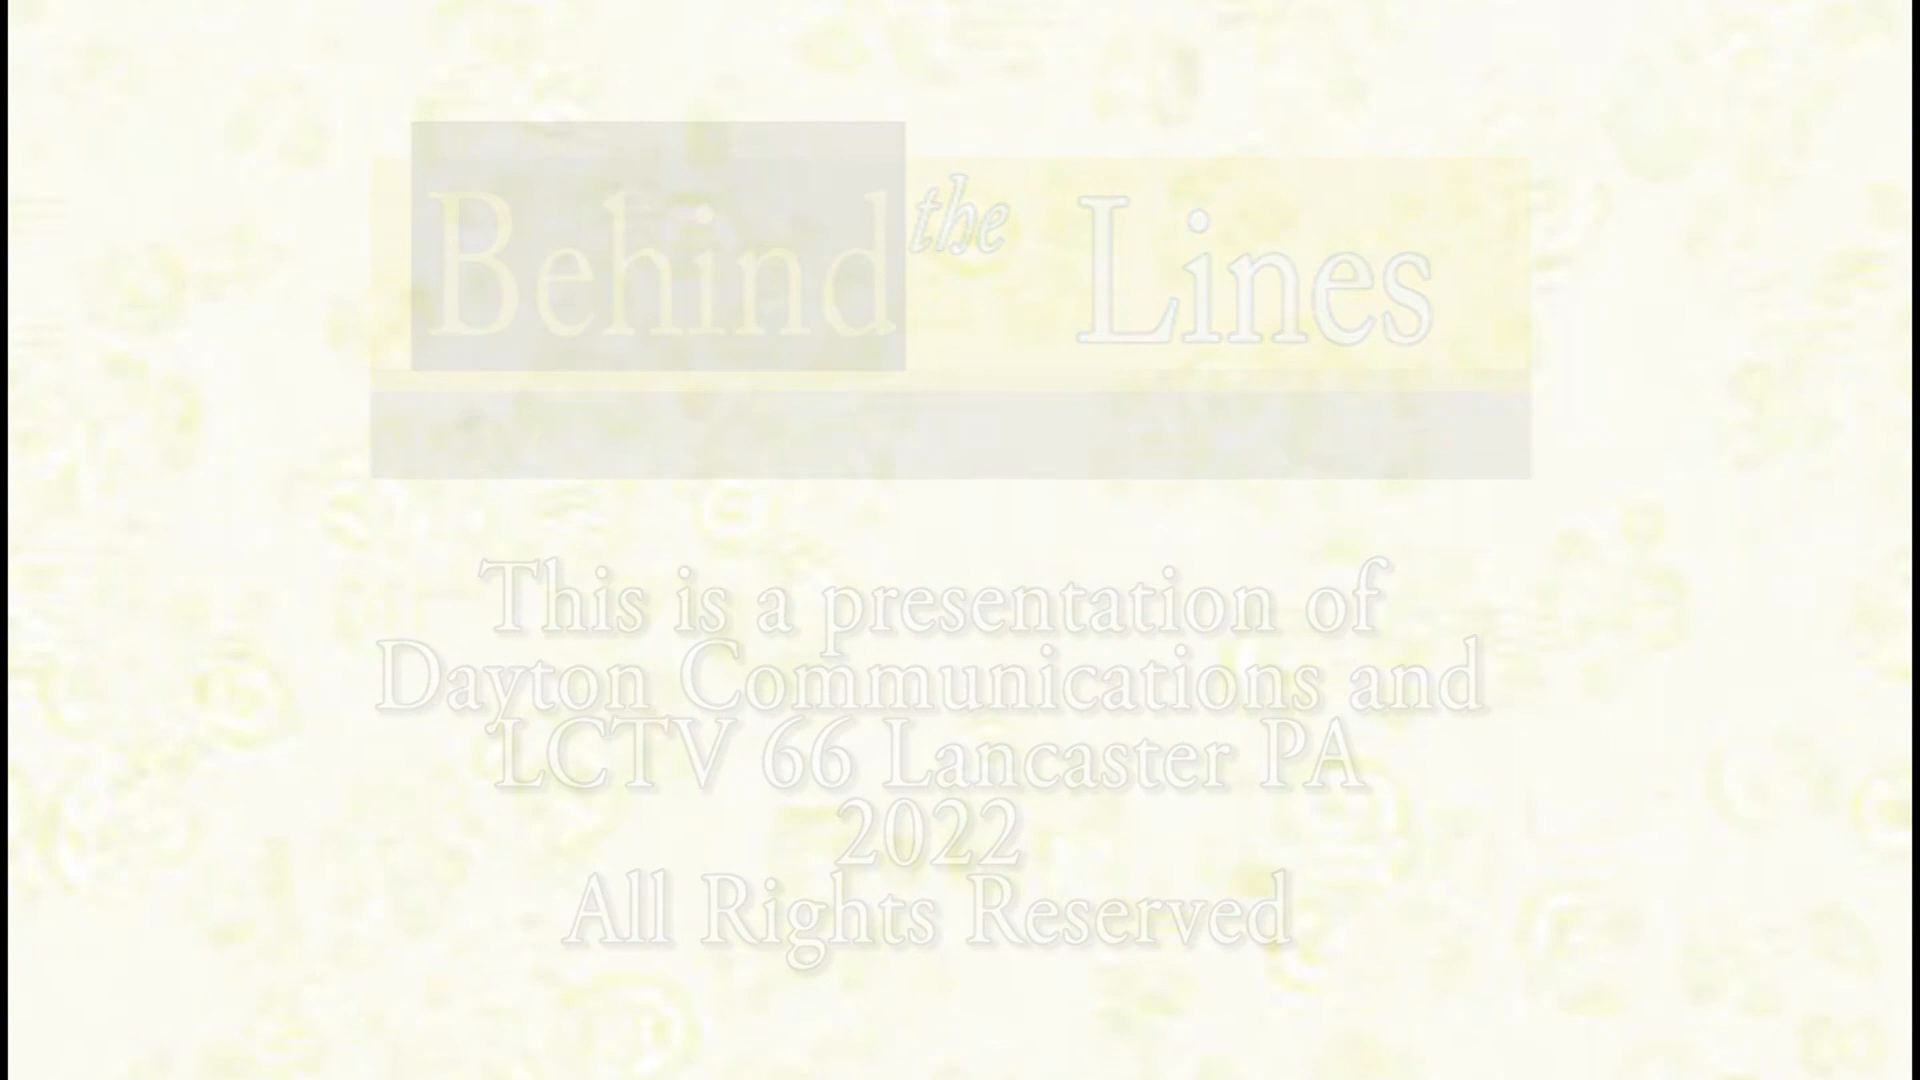 Behind the Lines
This is a presentation of
Dayton Communications and
LCTV 66 Lancaster PA
2022
All Rights Reserved